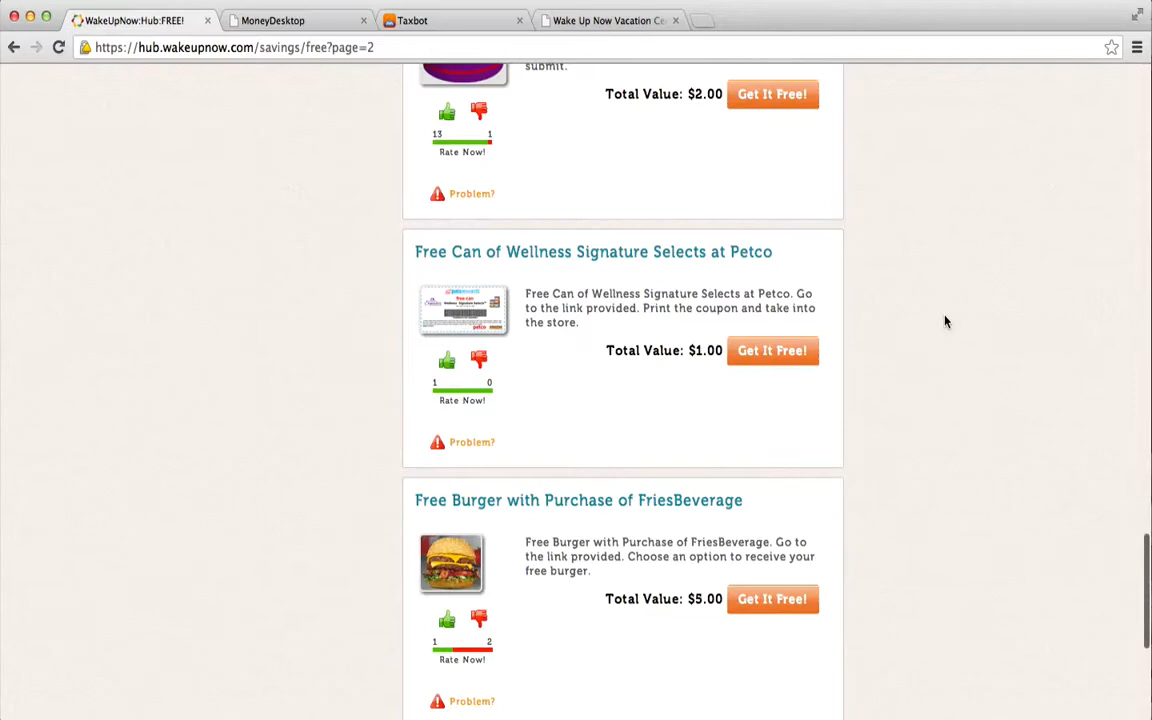 WakeUpNow:Hub:FREE!
MoneyDesktop
Taxbot
Wake Up Now Vacation Ce
https://hub.wakeupnow.com/savings/free?page=2
submit.
Total Value: $2.00 Get It Free!
13 1
Rate Now!
Problem?
Free Can of Wellness Signature Selects at Petco
Free Can of Wellness Signature Selects at Petco. Go
to the link provided. Print the coupon and take into
the store.
free can
petco
Total Value: $1.00 Get It Free!
1 0
Rate Now!
Problem?
Free Burger with Purchase of FriesBeverage
Free Burger with Purchase of FriesBeverage. Go to
the link provided. Choose an option to receive your
free burger.
Total Value: $5.00 Get It Free!
1 2
Rate Now!
Problem?